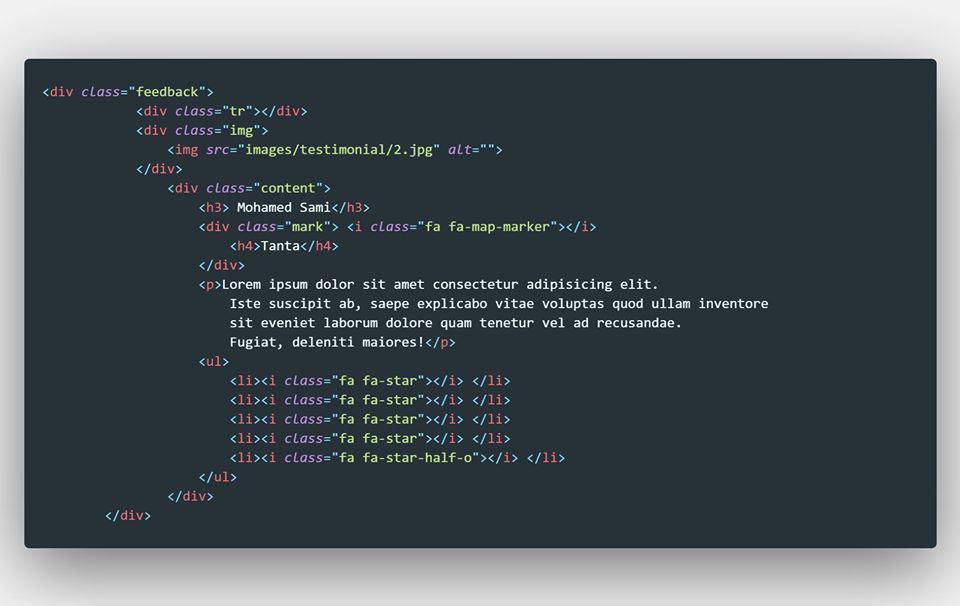 <div class="feedback">
            <div class="tr"></div>
            <div class="img">
                <img src="images/testimonial/2.jpg" alt="">
            </div>
                <div class="content">
                    <h3> Mohamed Sami</h3>
                    <div class="mark"> <i class="fa fa-map-marker"></i>
                        <h4>Tanta</h4>
                    </div>
                    <p>Lorem ipsum dolor sit amet consectetur adipisicing elit.
                        Iste suscipit ab, saepe explicabo vitae voluptas quod ullam inventore
                        sit eveniet laborum dolore quam tenetur vel ad recusandae.
                        Fugiat, deleniti maiores!</p>
                    <ul>
                        <li><i class="fa fa-star"></i> </li>
                        <li><i class="fa fa-star"></i> </li>
                        <li><i class="fa fa-star"></i> </li>
                        <li><i class="fa fa-star"></i> </li>
                        <li><i class="fa fa-star-half-o"></i> </li>
                    </ul>
                </div>
        </div>